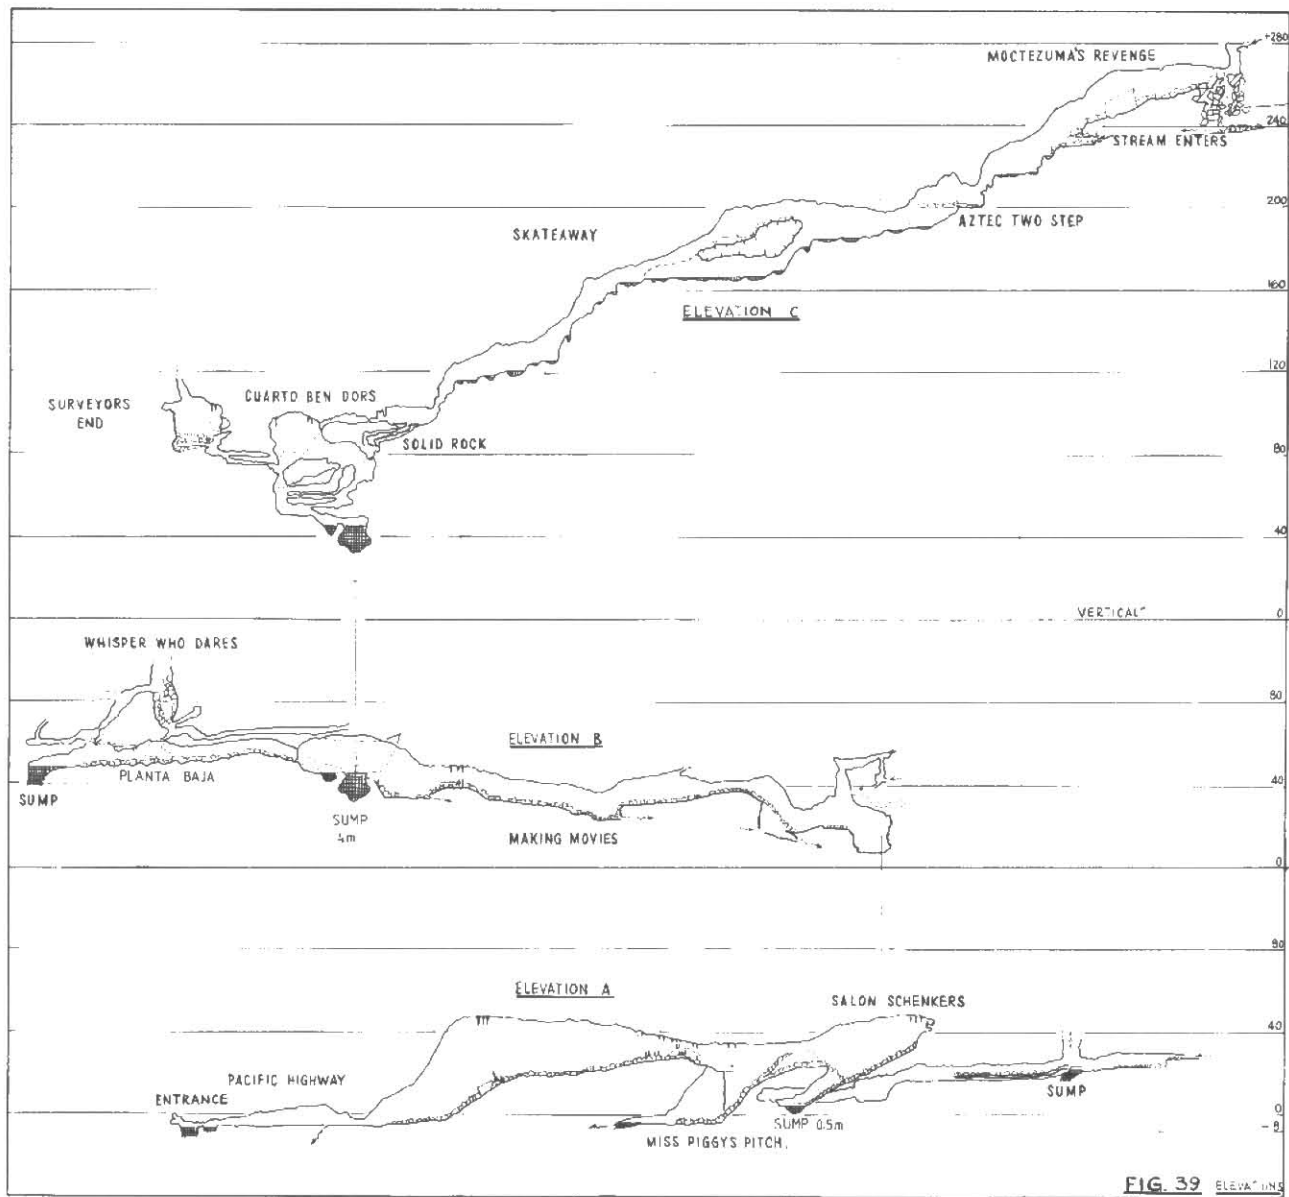 +280
MOCTEZUMA'S REVENGE
240
STREAM ENTERS
200
AZTEC TWO STEP
SKATEAWAY
160
ELEVATION C
120
CUARTO BEN DORS
SURVEYORS
END
SOLID ROCK
80
40
VERTICAL
0
WHISPER WHO DARES
80
ELEVATION B
PLANTA BAJA
40
SUMP
SUMP
4m
MAKING MOVIES
0
80
ELEVATION A
SALON SCHENKERS
40
PACIFIC HIGHWAY
ENTRANCE
SUMP
0
SUMP 0.5m
-8
MISS PIGGYS PITCH.
FIG. 39 ELEVATIONS